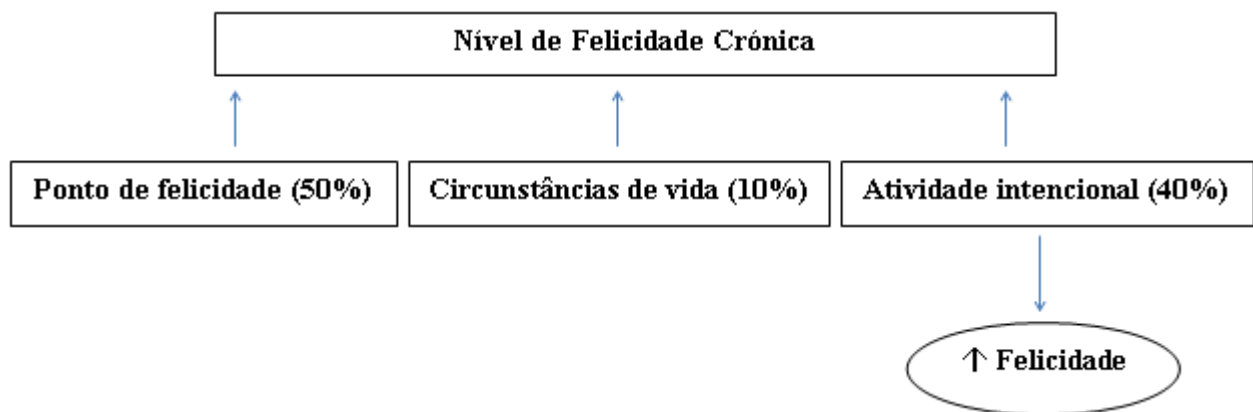 Nível de Felicidade Crónica
Ponto de felicidade (50%)
Circunstâncias de vida (10%)
Atividade intencional (40%)
↑ Felicidade